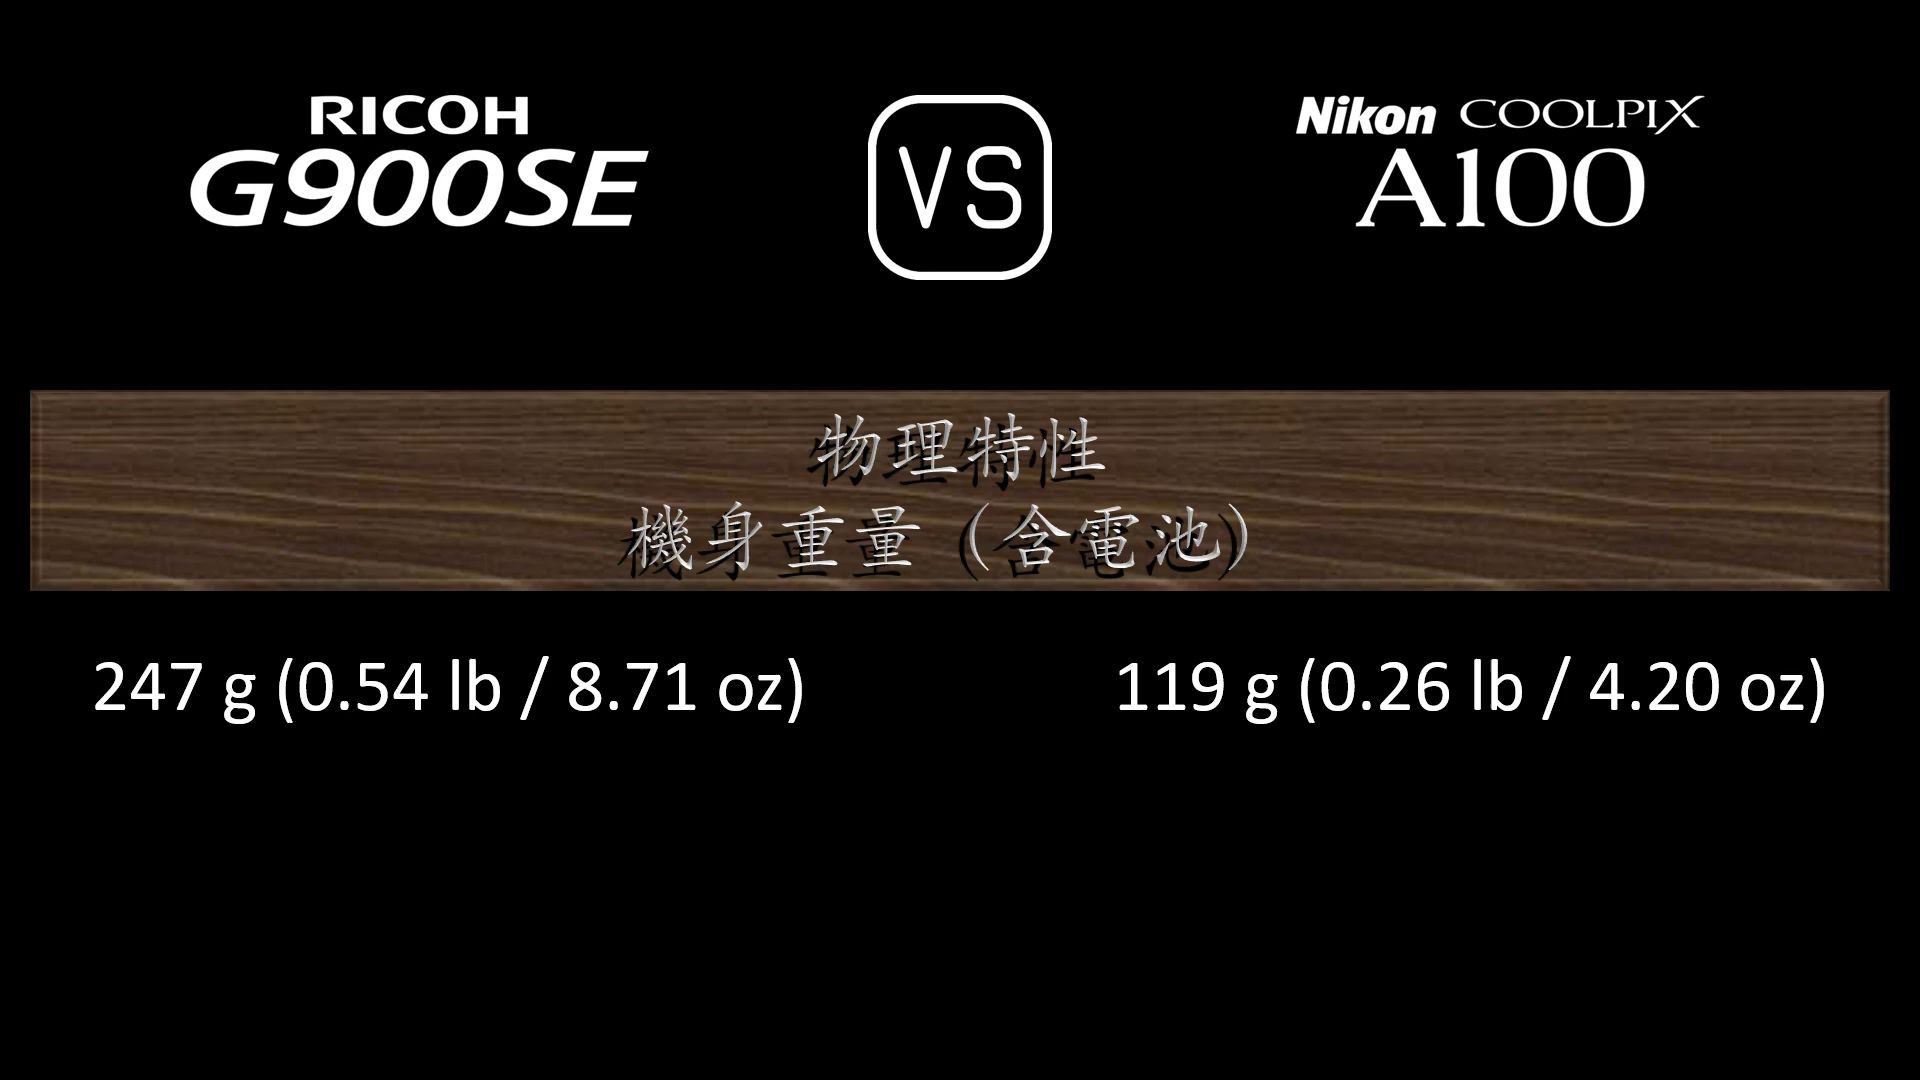 RICOH
G900SE
VS
Nikon COOLPIX
A100
物理特性
機身重量（含電池）
247 g (0.54 lb / 8.71 oz)
119 g (0.26 lb / 4.20 oz)